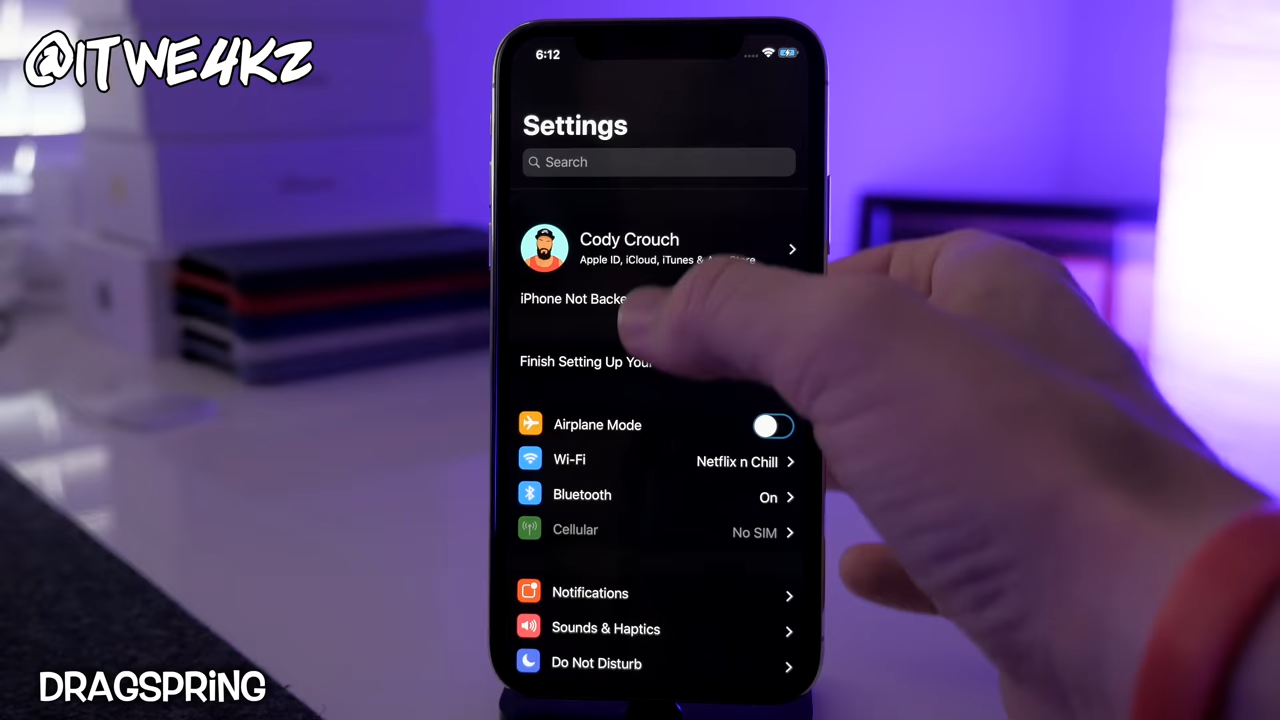 @iTWE4KZ
6:12
Settings
Search
Cody Crouch
Apple ID, iCloud, iTunes &
iPhone Not Backe
Finish Setting Up You
Airplane Mode
Wi-Fi Netflix n Chill
Bluetooth On
Cellular No SIM
Notifications
Sounds & Haptics
Do Not Disturb
DRAGSPRiNG